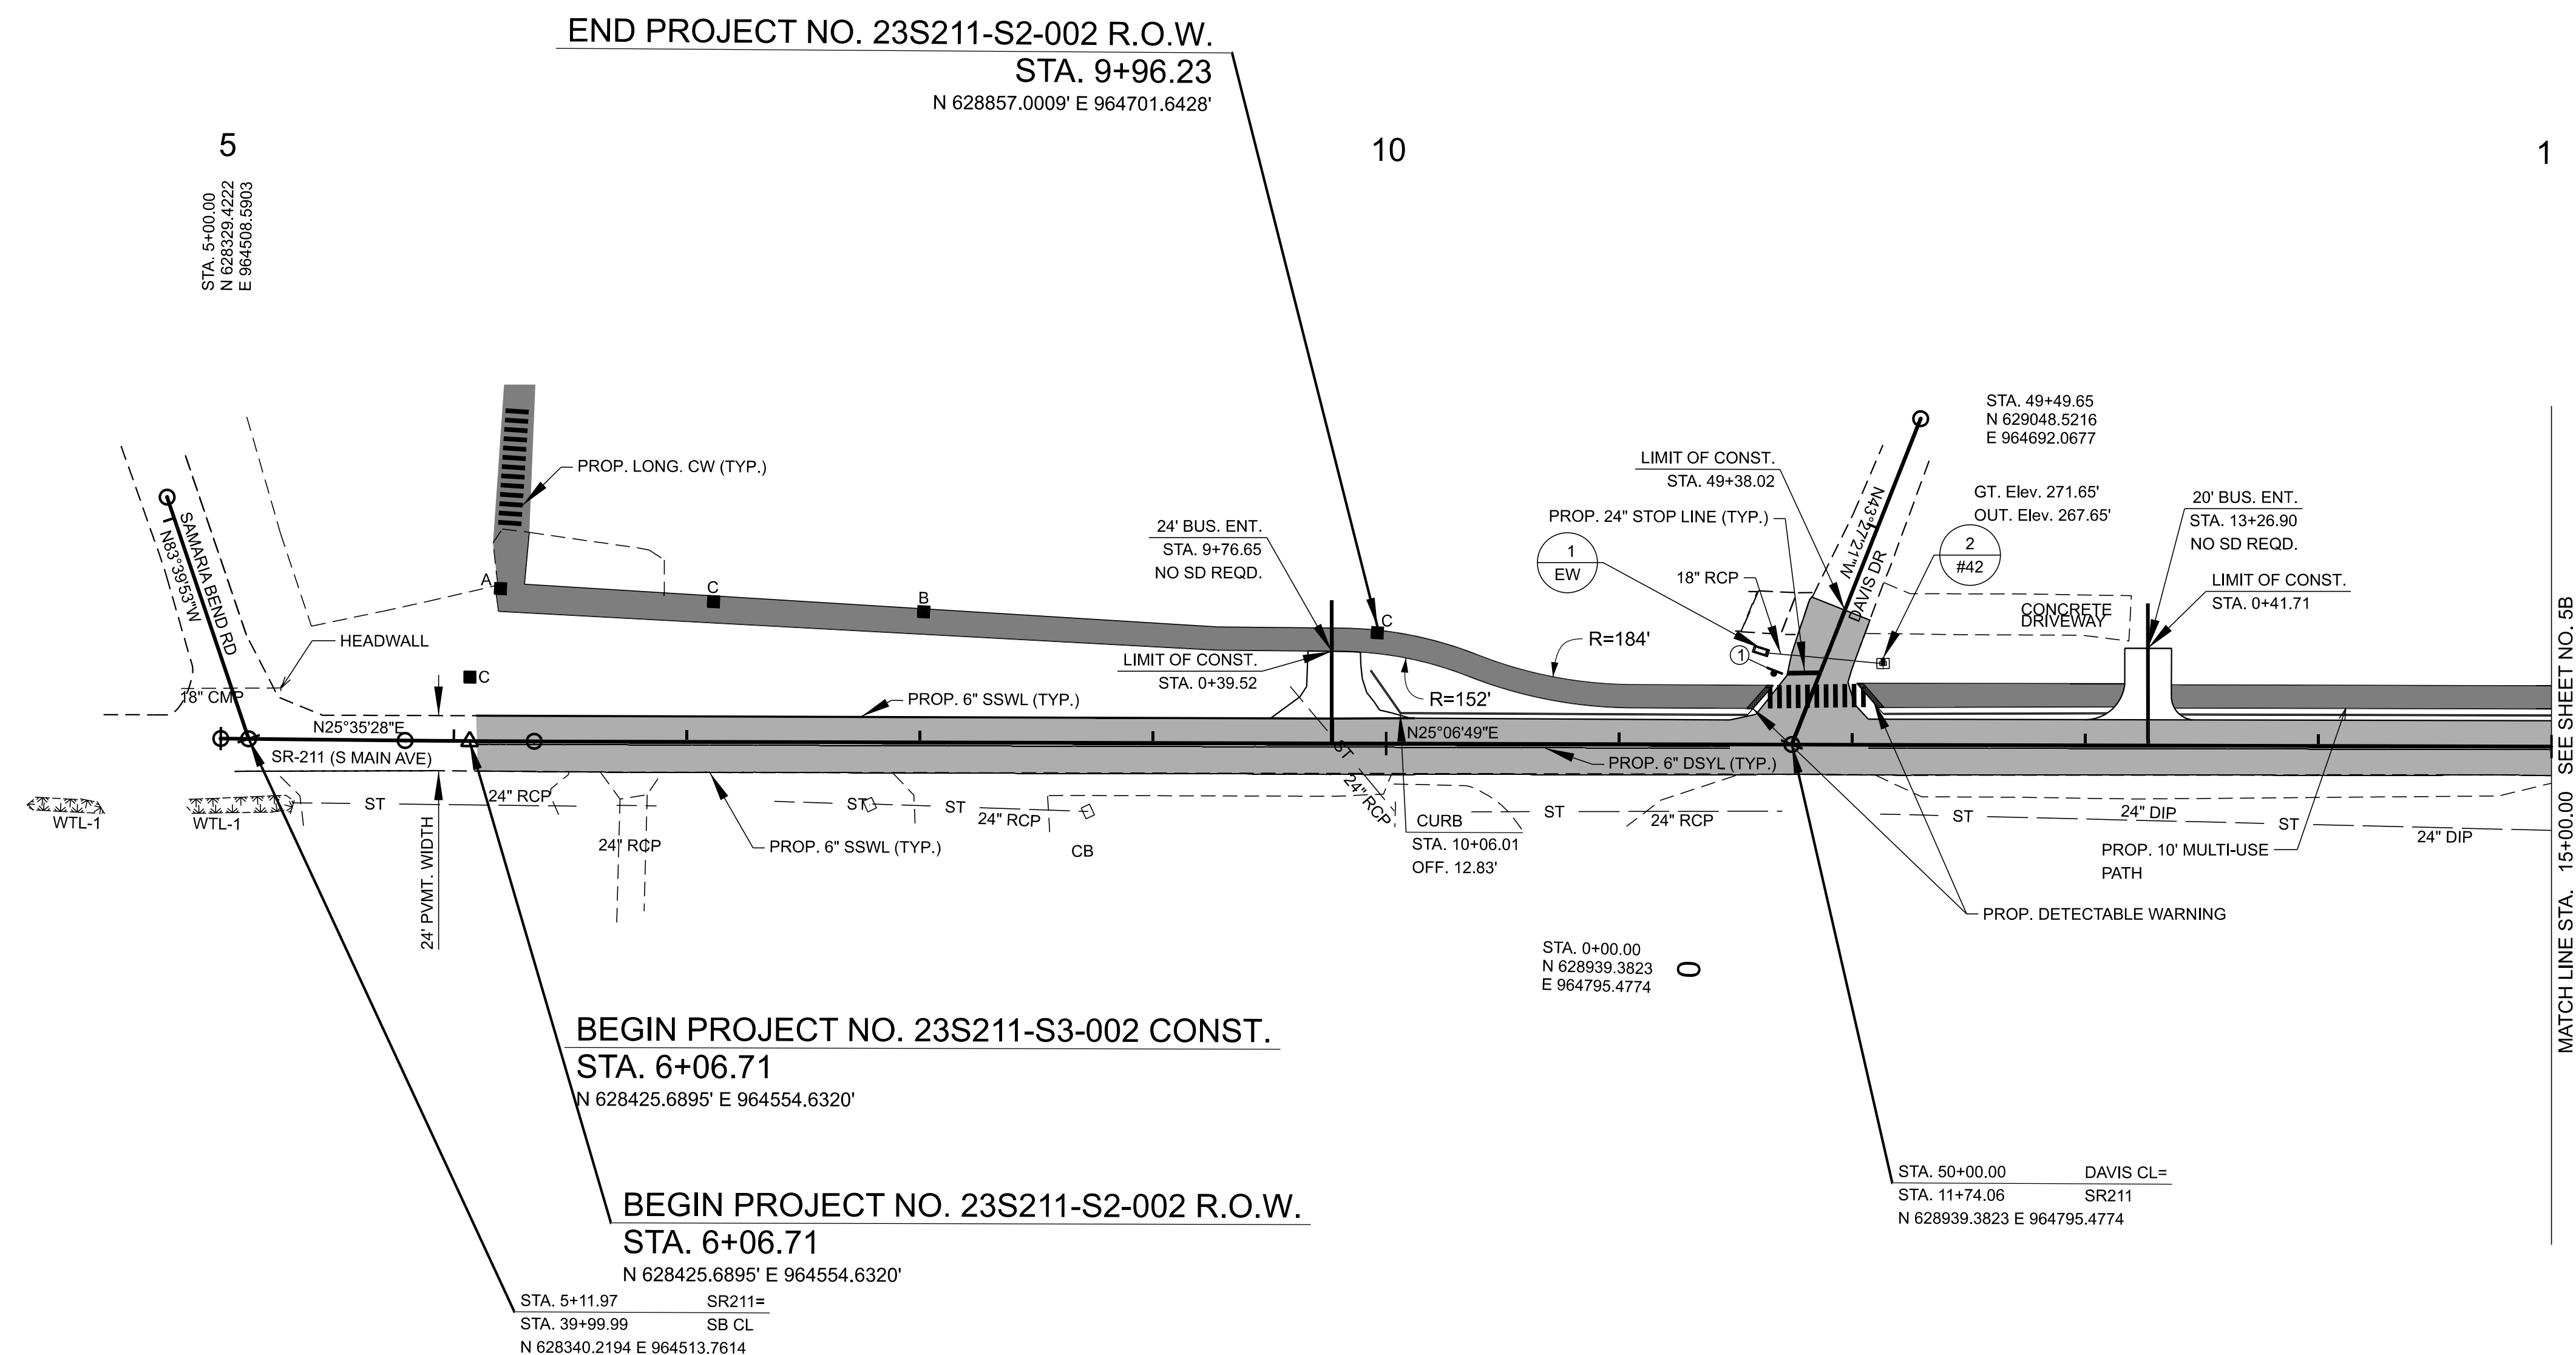 END PROJECT NO. 23S211-S2-002 R.O.W.
STA. 9+96.23
N 628857.0009' E 964701.6428'
5
10
1
STA. 5+00.00
N 628329.4222
E 964508.5903
PROP. LONG. CW (TYP.)
A
C
B
C
C
SAMARIA BEND RD
N83°39'53"W
HEADWALL
18" CMP
N25°35'28"E
SR-211 (S MAIN AVE)
PROP. 6" SSWL (TYP.)
24' BUS. ENT.
STA. 9+76.65
NO SD REQD.
LIMIT OF CONST.
STA. 0+39.52
R=152'
R=184'
N25°06'49"E
LIMIT OF CONST.
STA. 49+38.02
PROP. 24" STOP LINE (TYP.)
1
EW
18" RCP
1
N43°27'21"W
DAVIS DR
STA. 49+49.65
N 629048.5216
E 964692.0677
GT. Elev. 271.65'
OUT. Elev. 267.65'
2
#42
CONCRETE
DRIVEWAY
20' BUS. ENT.
STA. 13+26.90
NO SD REQD.
LIMIT OF CONST.
STA. 0+41.71
PROP. 6" DSYL (TYP.)
WTL-1
WTL-1
ST
24" RCP
24" RCP
24' PVMT. WIDTH
PROP. 6" SSWL (TYP.)
ST
ST
24" RCP
CB
ST
24" RCP
CURB
STA. 10+06.01
OFF. 12.83'
ST
24" RCP
ST
24" DIP
ST
24" DIP
PROP. 10' MULTI-USE
PATH
PROP. DETECTABLE WARNING
STA. 0+00.00
N 628939.3823
E 964795.4774
0
MATCH LINE STA. 15+00.00 SEE SHEET NO. 5B
BEGIN PROJECT NO. 23S211-S3-002 CONST.
STA. 6+06.71
N 628425.6895' E 964554.6320'
BEGIN PROJECT NO. 23S211-S2-002 R.O.W.
STA. 6+06.71
N 628425.6895' E 964554.6320'
STA. 5+11.97 SR211=
STA. 39+99.99 SB CL
N 628340.2194 E 964513.7614
STA. 50+00.00 DAVIS CL=
STA. 11+74.06 SR211
N 628939.3823 E 964795.4774